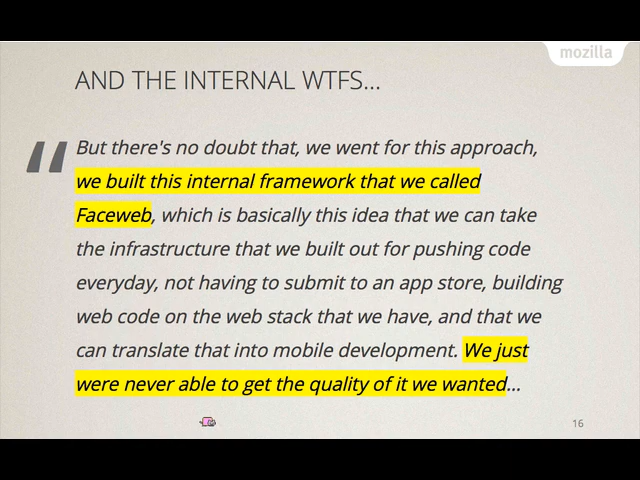 mozilla
AND THE INTERNAL WTFS...
“
But there's no doubt that, we went for this approach,
we built this internal framework that we called
Faceweb, which is basically this idea that we can take
the infrastructure that we built out for pushing code
everyday, not having to submit to an app store, building
web code on the web stack that we have, and that we
can translate that into mobile development. We just
were never able to get the quality of it we wanted...
16